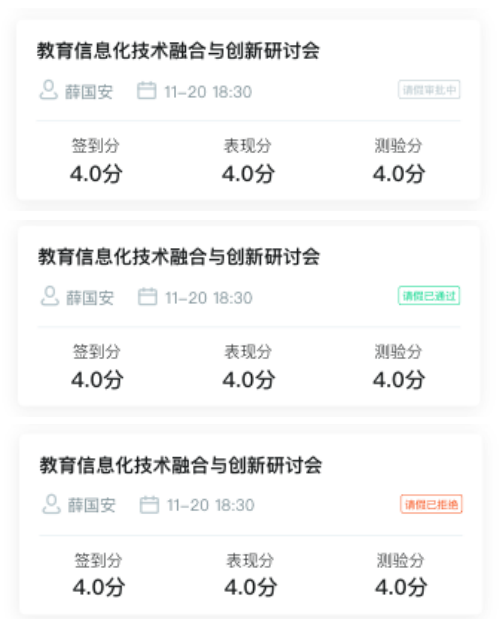 教育信息化技术融合与创新研讨会
薛国安 11-20 18:30 请假审批中
签到分 表现分 测验分
4.0分 4.0分 4.0分
教育信息化技术融合与创新研讨会
薛国安 11-20 18:30 请假已通过
签到分 表现分 测验分
4.0分 4.0分 4.0分
教育信息化技术融合与创新研讨会
薛国安 11-20 18:30 请假已拒绝
签到分 表现分 测验分
4.0分 4.0分 4.0分